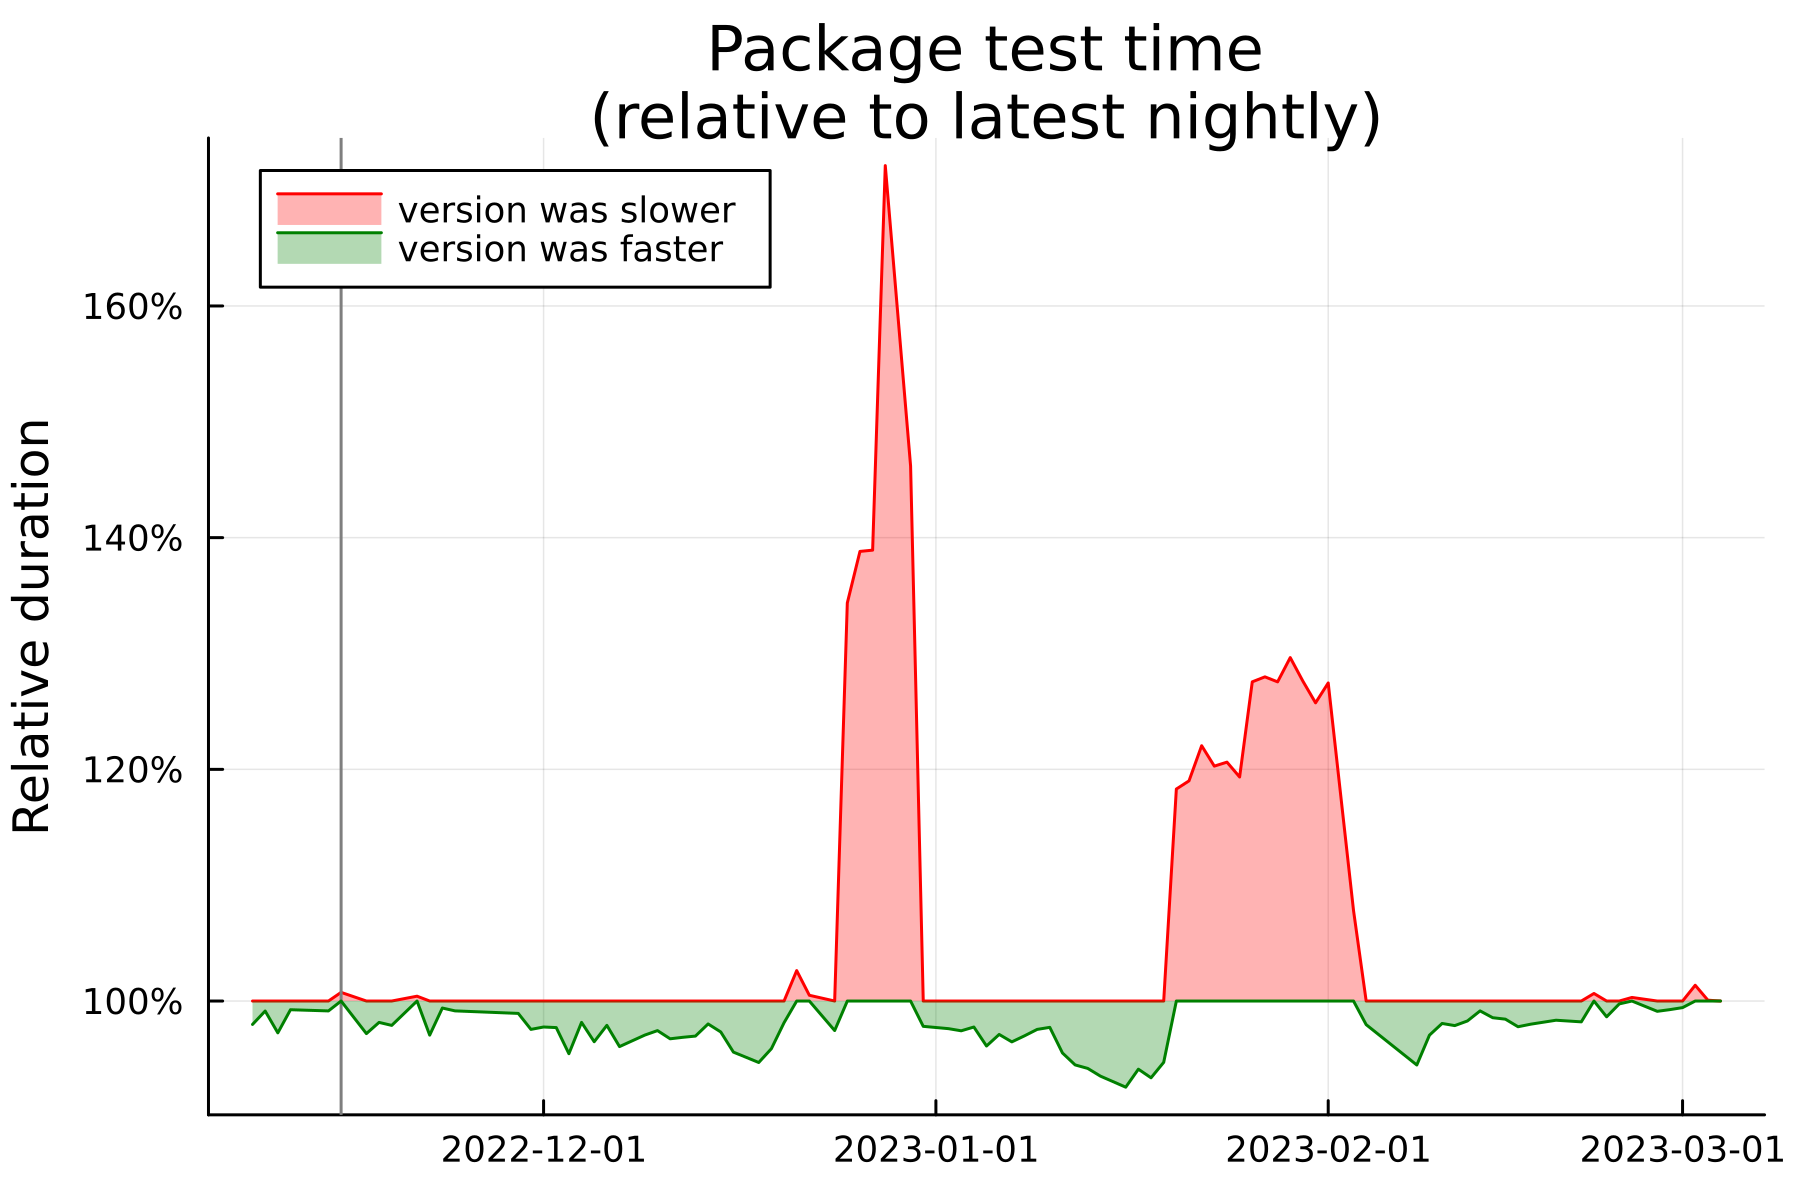 Package test time
(relative to latest nightly)
version was slower
version was faster
Relative duration
160%
140%
120%
100%
2022-12-01
2023-01-01
2023-02-01
2023-03-01